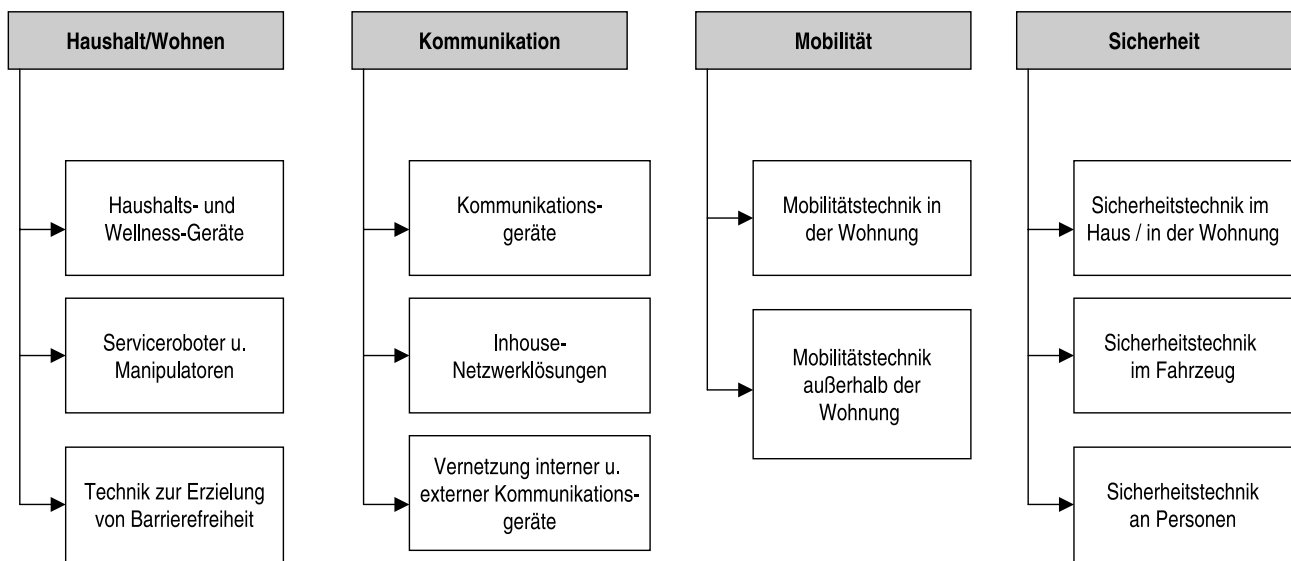 Haushalt/Wohnen
Haushalts- und
Wellness-Geräte
Serviceroboter u.
Manipulatoren
Technik zur Erzielung
von Barrierefreiheit
Kommunikation
Kommunikations-
geräte
Inhouse-
Netzwerklösungen
Vernetzung interner u.
externer Kommunikations-
geräte
Mobilität
Mobilitätstechnik in
der Wohnung
Mobilitätstechnik
außerhalb der
Wohnung
Sicherheit
Sicherheitstechnik im
Haus / in der Wohnung
Sicherheitstechnik
im Fahrzeug
Sicherheitstechnik
an Personen